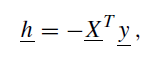 h = −X^T y ,